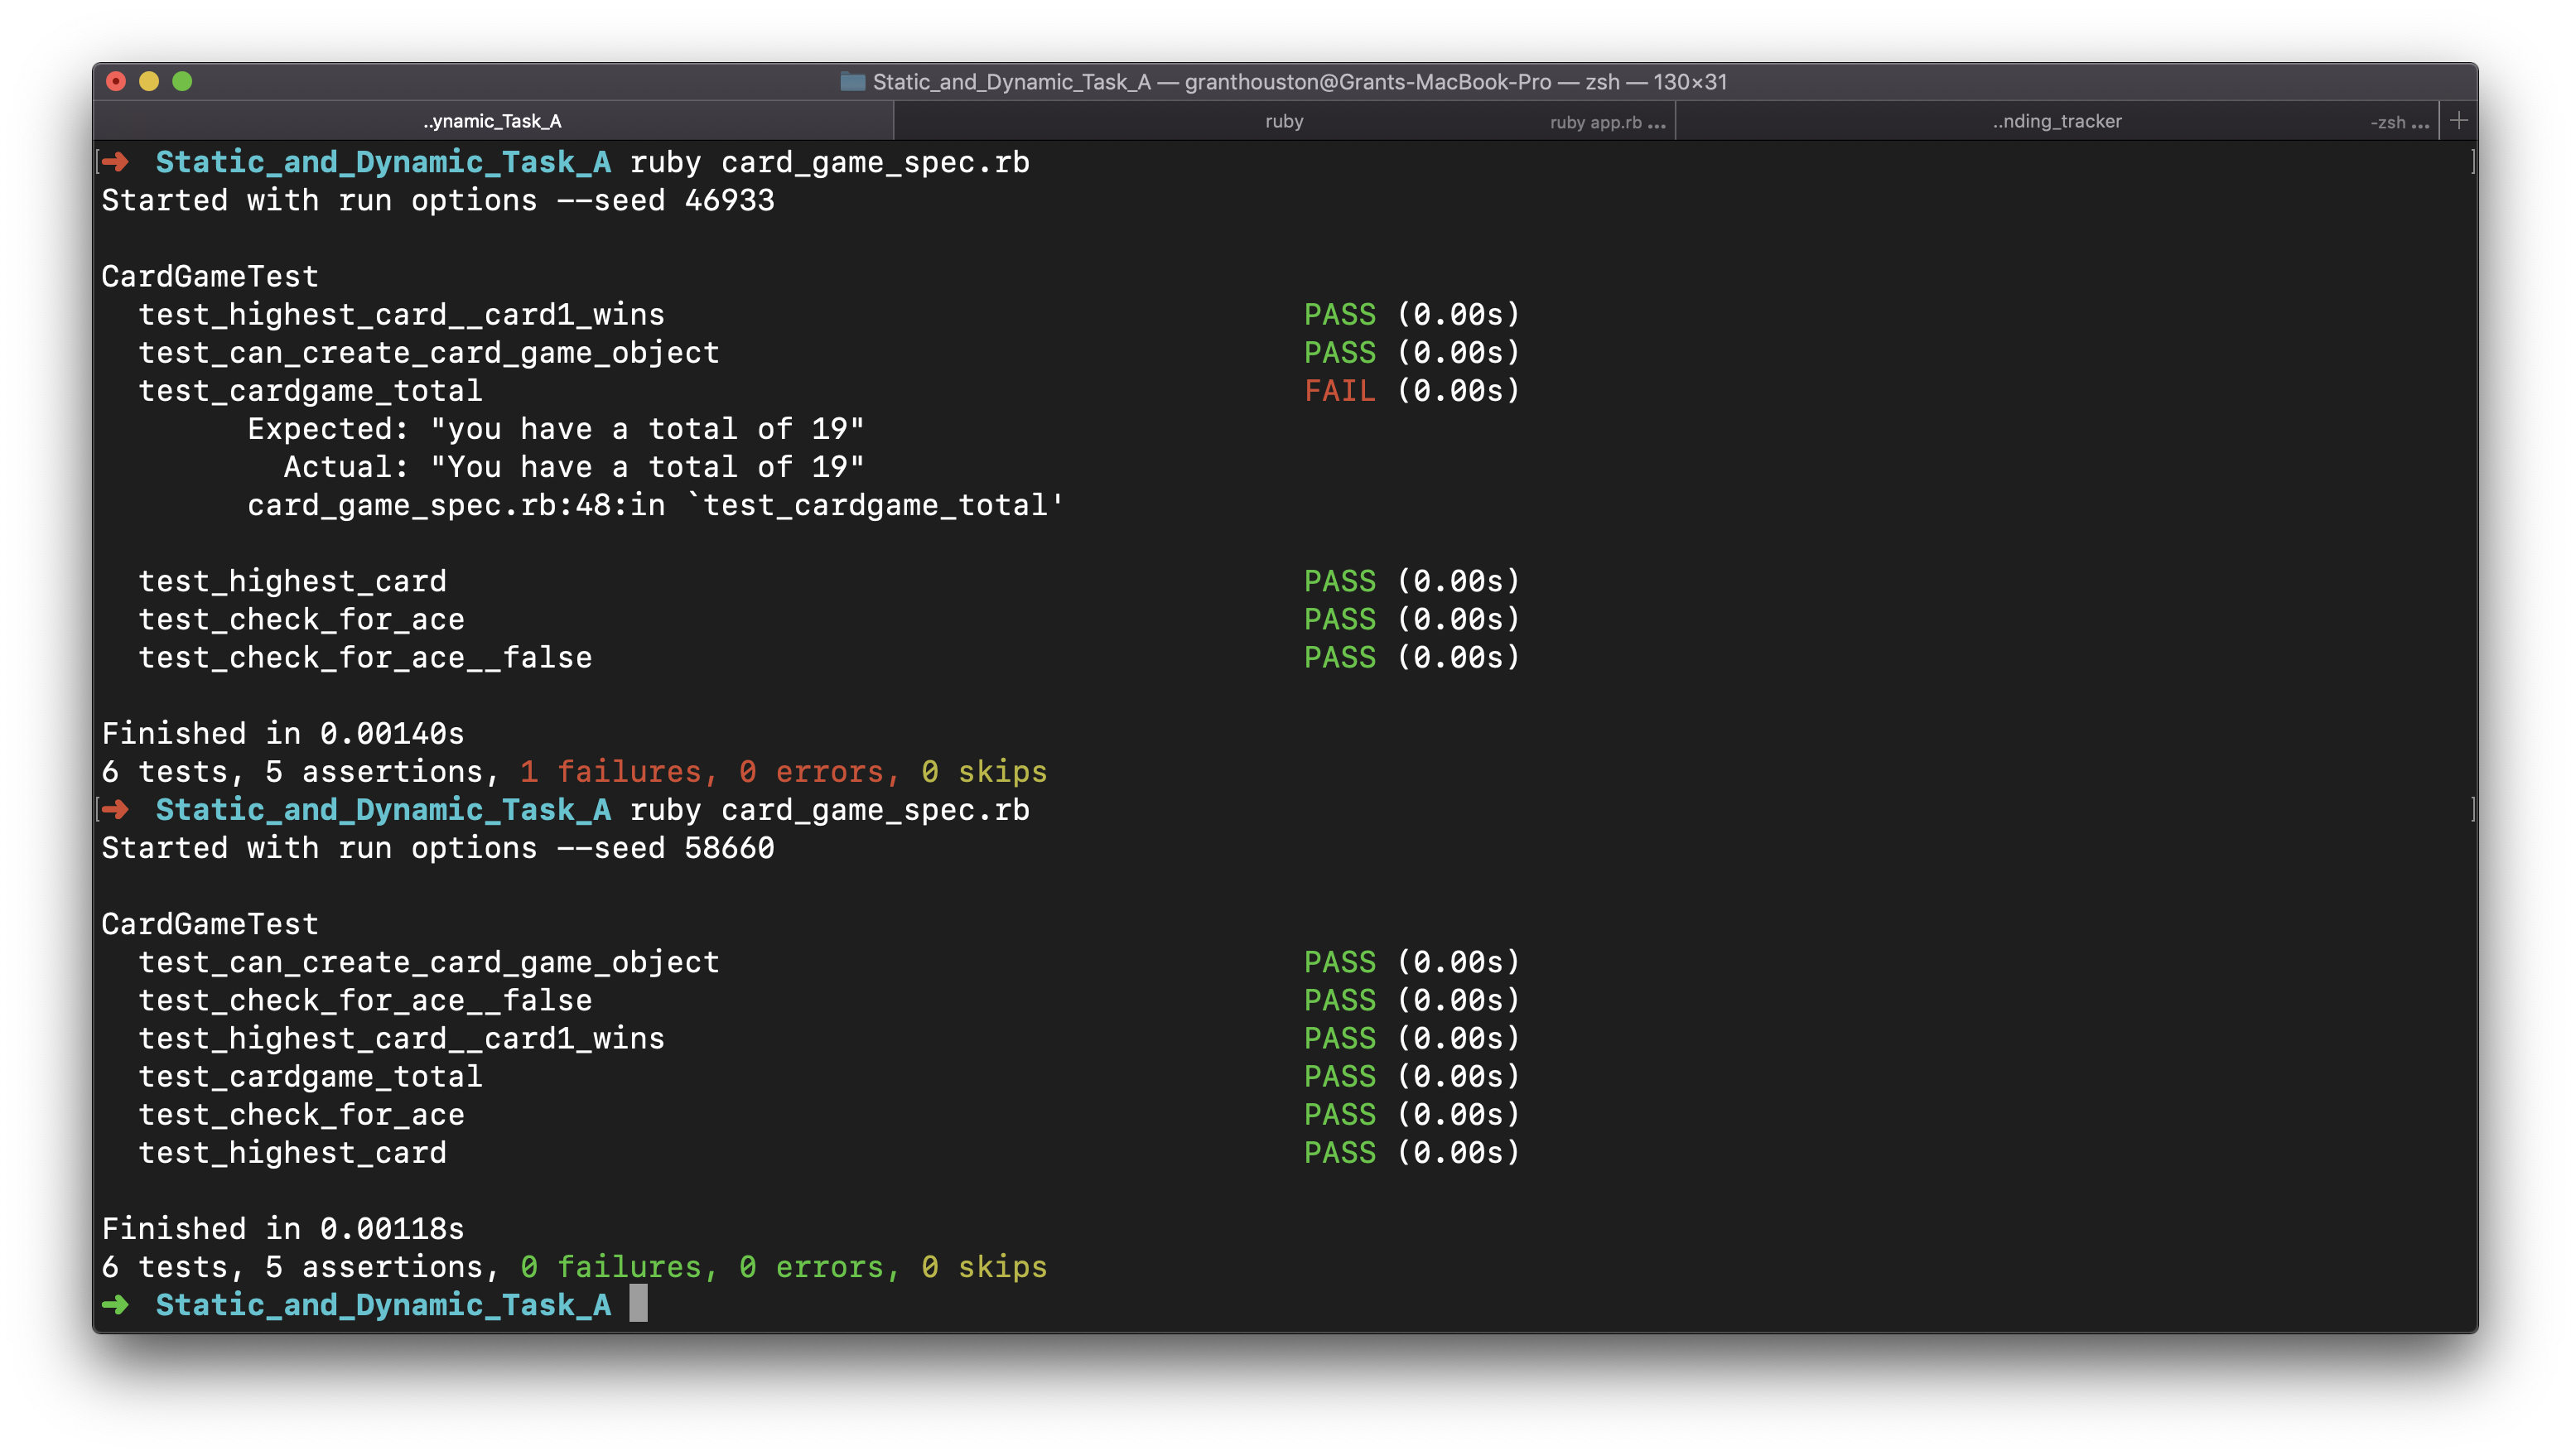 Static_and_Dynamic_Task_A — granthouston@Grants-MacBook-Pro — zsh — 130×31
..ynamic_Task_A ruby ruby app.rb ... ..nding_tracker -zsh ... +
[➜ Static_and_Dynamic_Task_A ruby card_game_spec.rb ]
Started with run options --seed 46933
CardGameTest
test_highest_card__card1_wins PASS (0.00s)
test_can_create_card_game_object PASS (0.00s)
test_cardgame_total FAIL (0.00s)
Expected: "you have a total of 19"
Actual: "You have a total of 19"
card_game_spec.rb:48:in `test_cardgame_total'
test_highest_card PASS (0.00s)
test_check_for_ace PASS (0.00s)
test_check_for_ace__false PASS (0.00s)
Finished in 0.00140s
6 tests, 5 assertions, 1 failures, 0 errors, 0 skips
[➜ Static_and_Dynamic_Task_A ruby card_game_spec.rb ]
Started with run options --seed 58660
CardGameTest
test_can_create_card_game_object PASS (0.00s)
test_check_for_ace__false PASS (0.00s)
test_highest_card__card1_wins PASS (0.00s)
test_cardgame_total PASS (0.00s)
test_check_for_ace PASS (0.00s)
test_highest_card PASS (0.00s)
Finished in 0.00118s
6 tests, 5 assertions, 0 failures, 0 errors, 0 skips
➜ Static_and_Dynamic_Task_A